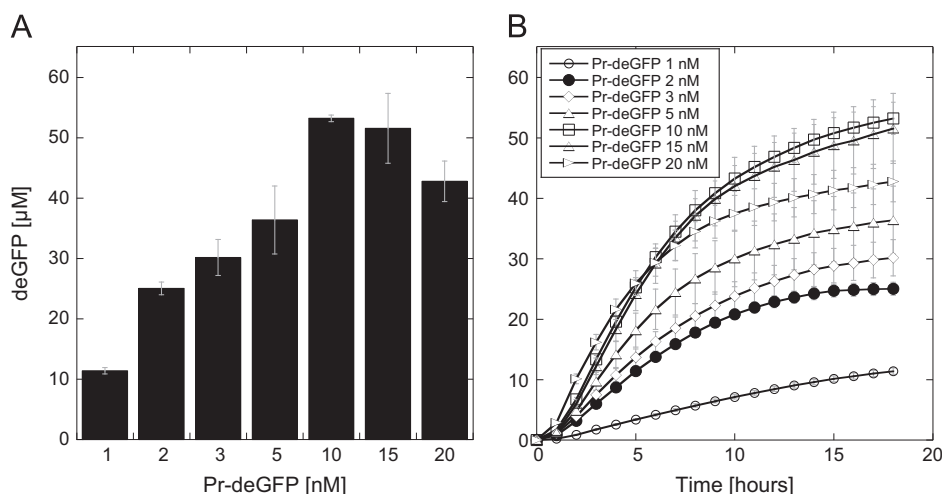 A
deGFP [µM]
60
50
40
30
20
10
0
1 2 3 5 10 15 20
Pr-deGFP [nM]
B
60
50
40
30
20
10
0
Pr-deGFP 1 nM
Pr-deGFP 2 nM
Pr-deGFP 3 nM
Pr-deGFP 5 nM
Pr-deGFP 10 nM
Pr-deGFP 15 nM
Pr-deGFP 20 nM
0 5 10 15 20
Time [hours]